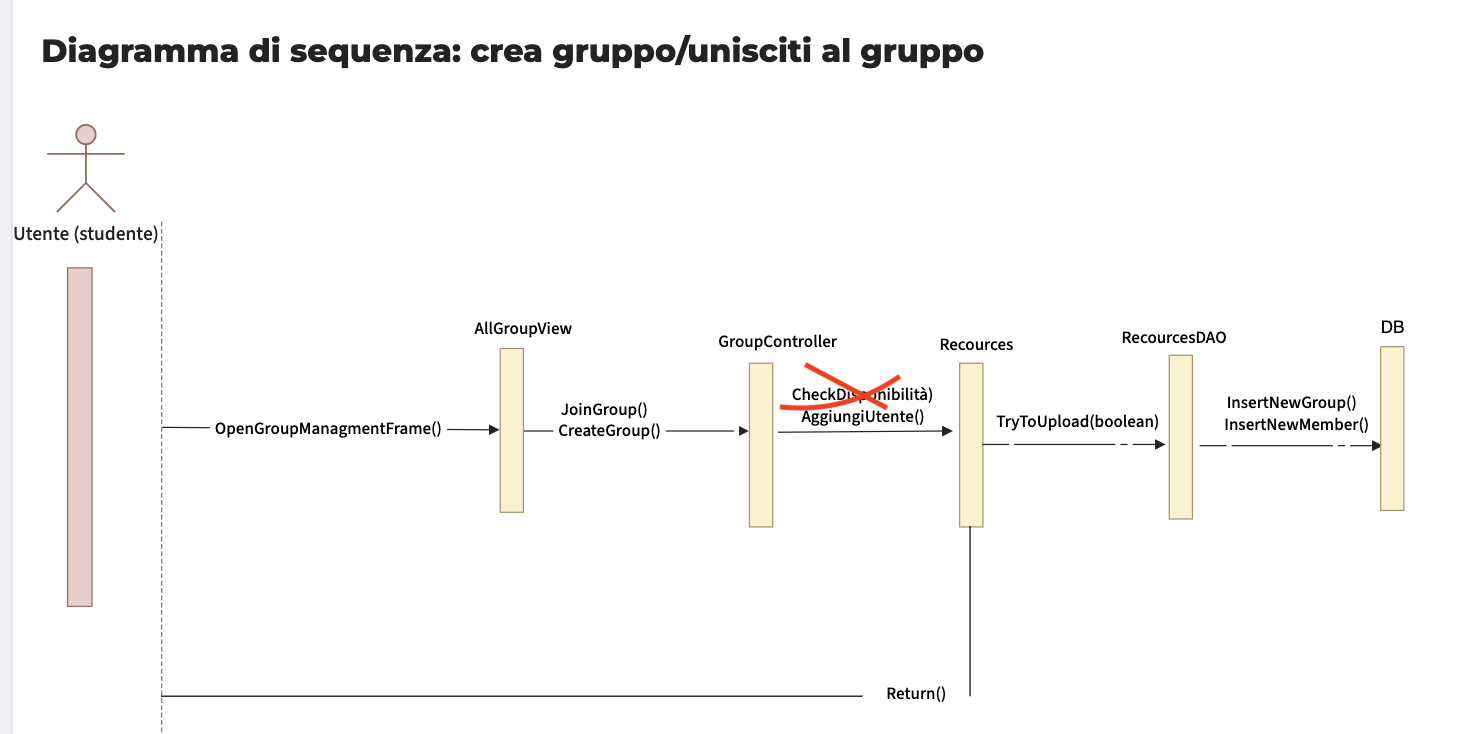 Diagramma di sequenza: crea gruppo/unisciti al gruppo
Utente (studente)
AllGroupView
GroupController
Recources
RecoursesDAO
DB
OpenGroupManagmentFrame()
JoinGroup()
CreateGroup()
CheckDisponibilità)
AggiungiUtente()
TryToUpload(boolean)
InsertNewGroup()
InsertNewMember()
Return()